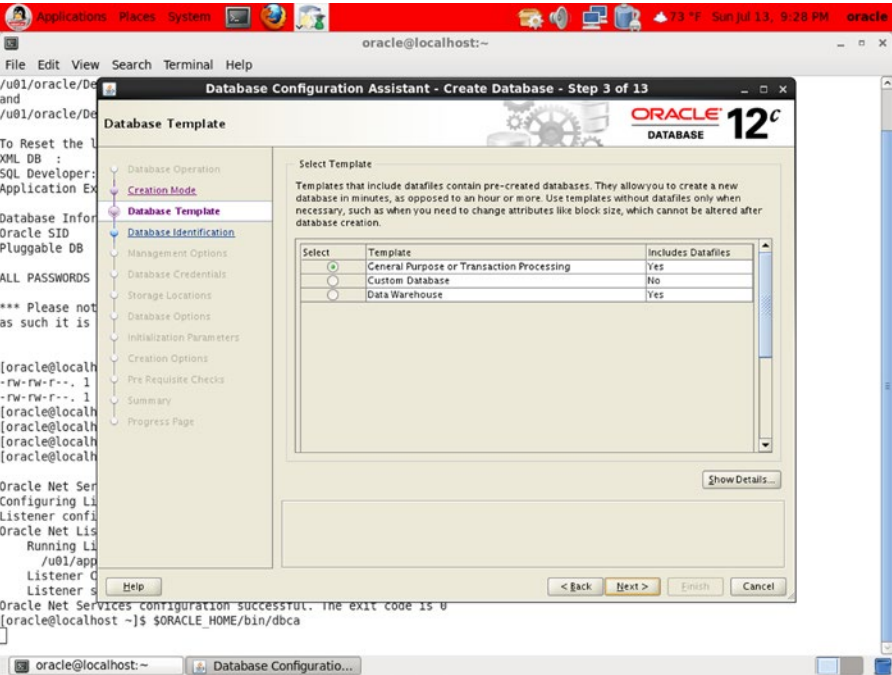 Applications Places System 73 °F Sun Jul 13, 9:28 PM oracle
oracle@localhost:~
File Edit View Search Terminal Help
/u01/oracle/De
and
/u01/oracle/De
To Reset the l
XML DB :
SQL Developer:
Application Ex
Database Infor
Oracle SID
Pluggable DB
ALL PASSWORDS
*** Please not
as such it is
[oracle@localh
-rw-rw-r--. 1
-rw-rw-r--. 1
[oracle@localh
[oracle@localh
[oracle@localh
[oracle@localh
Oracle Net Ser
Configuring Li
Listener confi
Oracle Net Lis
Running Li
/u01/app
Listener C
Listener s
Oracle Net Services configuration successful. The exit code is 0
[oracle@localhost ~]$ $ORACLE_HOME/bin/dbca
Database Configuration Assistant - Create Database - Step 3 of 13
Database Template
ORACLE
DATABASE 12c
Database Operation
Creation Mode
Database Template
Database Identification
Management Options
Database Credentials
Storage Locations
Database Options
Initialization Parameters
Creation Options
Pre Requisite Checks
Summary
Progress Page
Select Template
Templates that include datafiles contain pre-created databases. They allow you to create a new
database in minutes, as opposed to an hour or more. Use templates without datafiles only when
necessary, such as when you need to change attributes like block size, which cannot be altered after
database creation.
Select Template Includes Datafiles
General Purpose or Transaction Processing Yes
Custom Database No
Data Warehouse Yes
Show Details...
Help < Back Next > Finish Cancel
oracle@localhost:~ Database Configuratio...